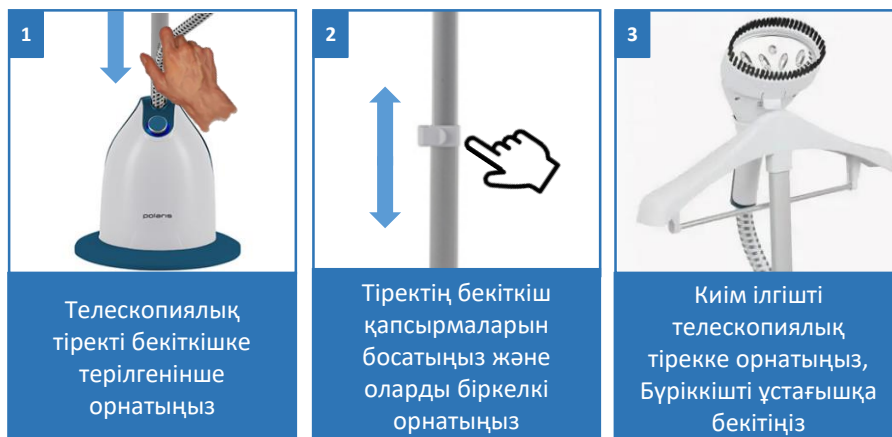 1
polaris
Телескопиялық
тіректі бекіткішке
терілгенінше
орнатыңыз
2
Тіректің бекіткіш
қапсырмаларын
босатыңыз және
оларды біркелкі
орнатыңыз
3
Киім ілгішті
телескопиялық
тірекке орнатыңыз,
Бүріккішті ұстағышқа
бекітіңіз